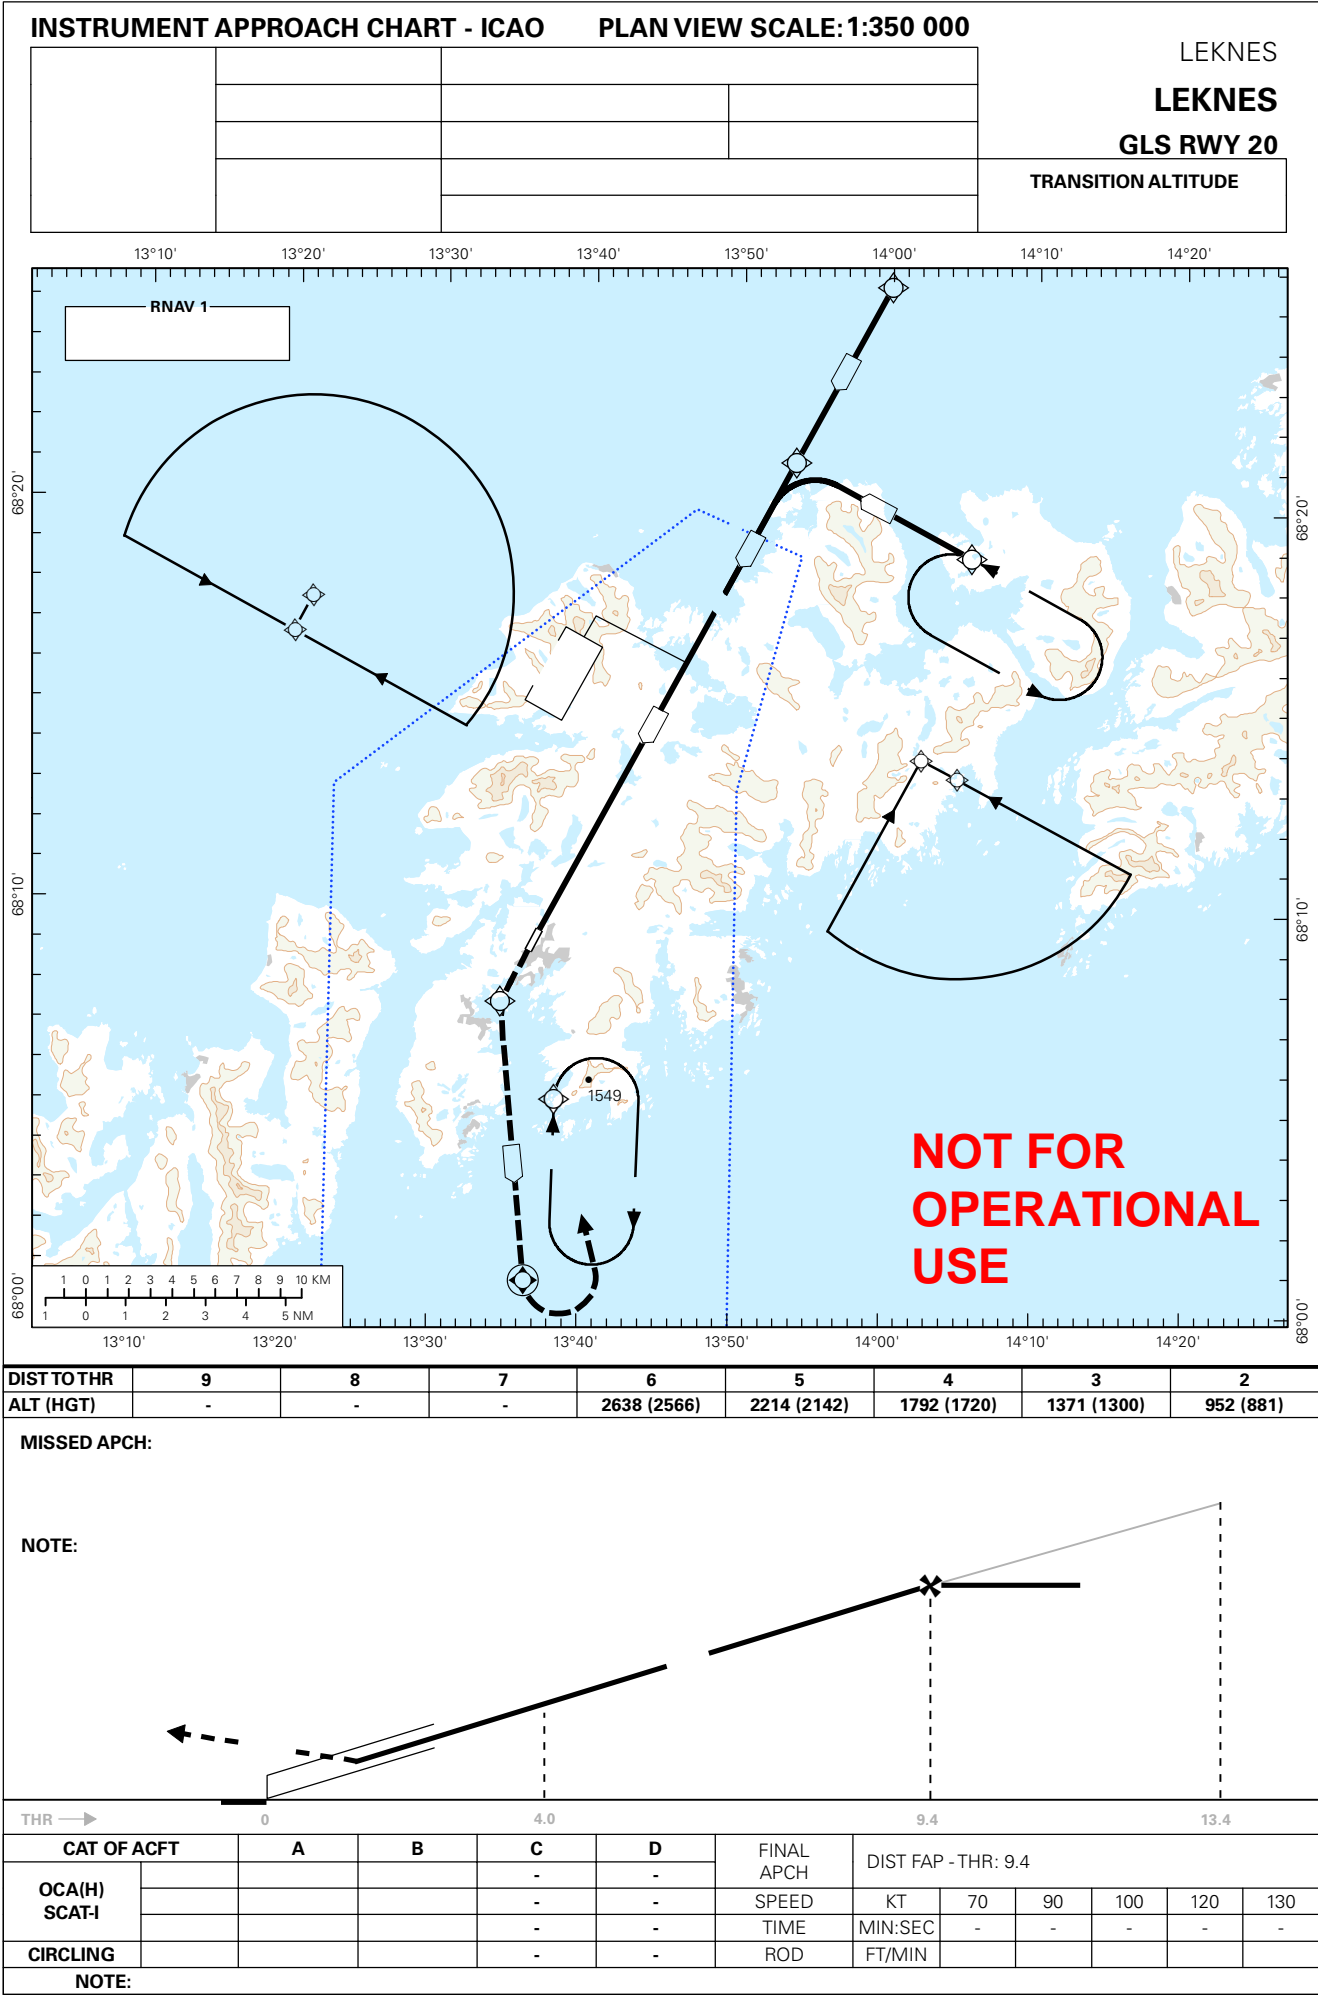 INSTRUMENT APPROACH CHART - ICAO PLAN VIEW SCALE: 1:350 000
LEKNES
LEKNES
GLS RWY 20
TRANSITION ALTITUDE
13°10' 13°20' 13°30' 13°40' 13°50' 14°00' 14°10' 14°20'
RNAV 1
68°20' 68°20'
68°10' 68°10'
1549
NOT FOR
OPERATIONAL
USE
68°00' 68°00'
1 0 1 2 3 4 5 6 7 8 9 10 KM
1 0 1 2 3 4 5 NM
13°10' 13°20' 13°30' 13°40' 13°50' 14°00' 14°10' 14°20'
DIST TO THR 9 8 7 6 5 4 3 2
ALT (HGT) - - - 2638 (2566) 2214 (2142) 1792 (1720) 1371 (1300) 952 (881)
MISSED APCH:
NOTE:
THR 0 4.0 9.4 13.4
CAT OF ACFT A B C D FINAL APCH DIST FAP - THR: 9.4
OCA(H) SCAT-I - -
- - SPEED KT 70 90 100 120 130
- - TIME MIN:SEC - - - - -
CIRCLING - - ROD FT/MIN
NOTE: